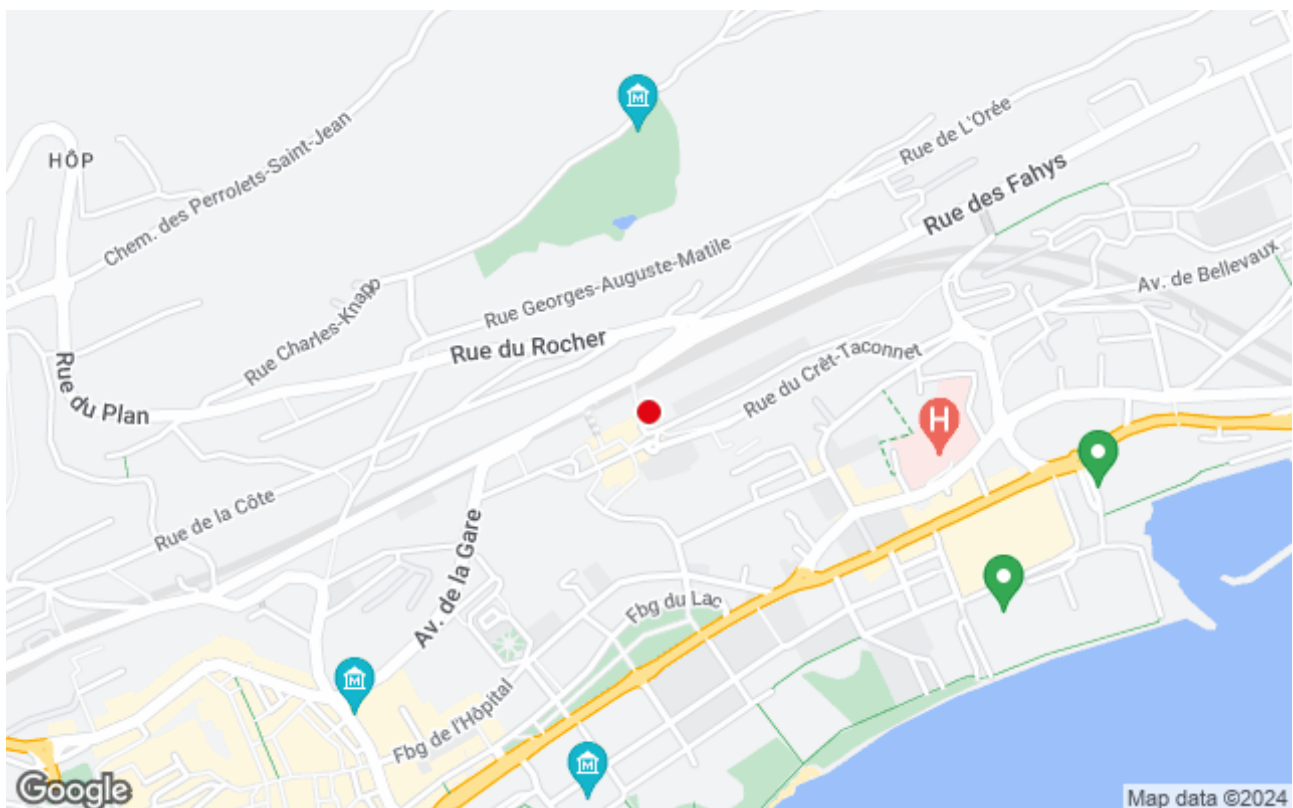 Rue de L'Orée
HÔP
Chem. des Perrolets-Saint-Jean
Rue des Fahys
Av. de Bellevaux
Rue Georges-Auguste-Matile
Rue Charles-Knapp
Rue du Rocher
Rue du Crêt-Taconnet
Rue du Plan
H
Rue de la Côte
Av. de la Gare
Fbg du Lac
Fbg de l'Hôpital
Google
Map data ©2024